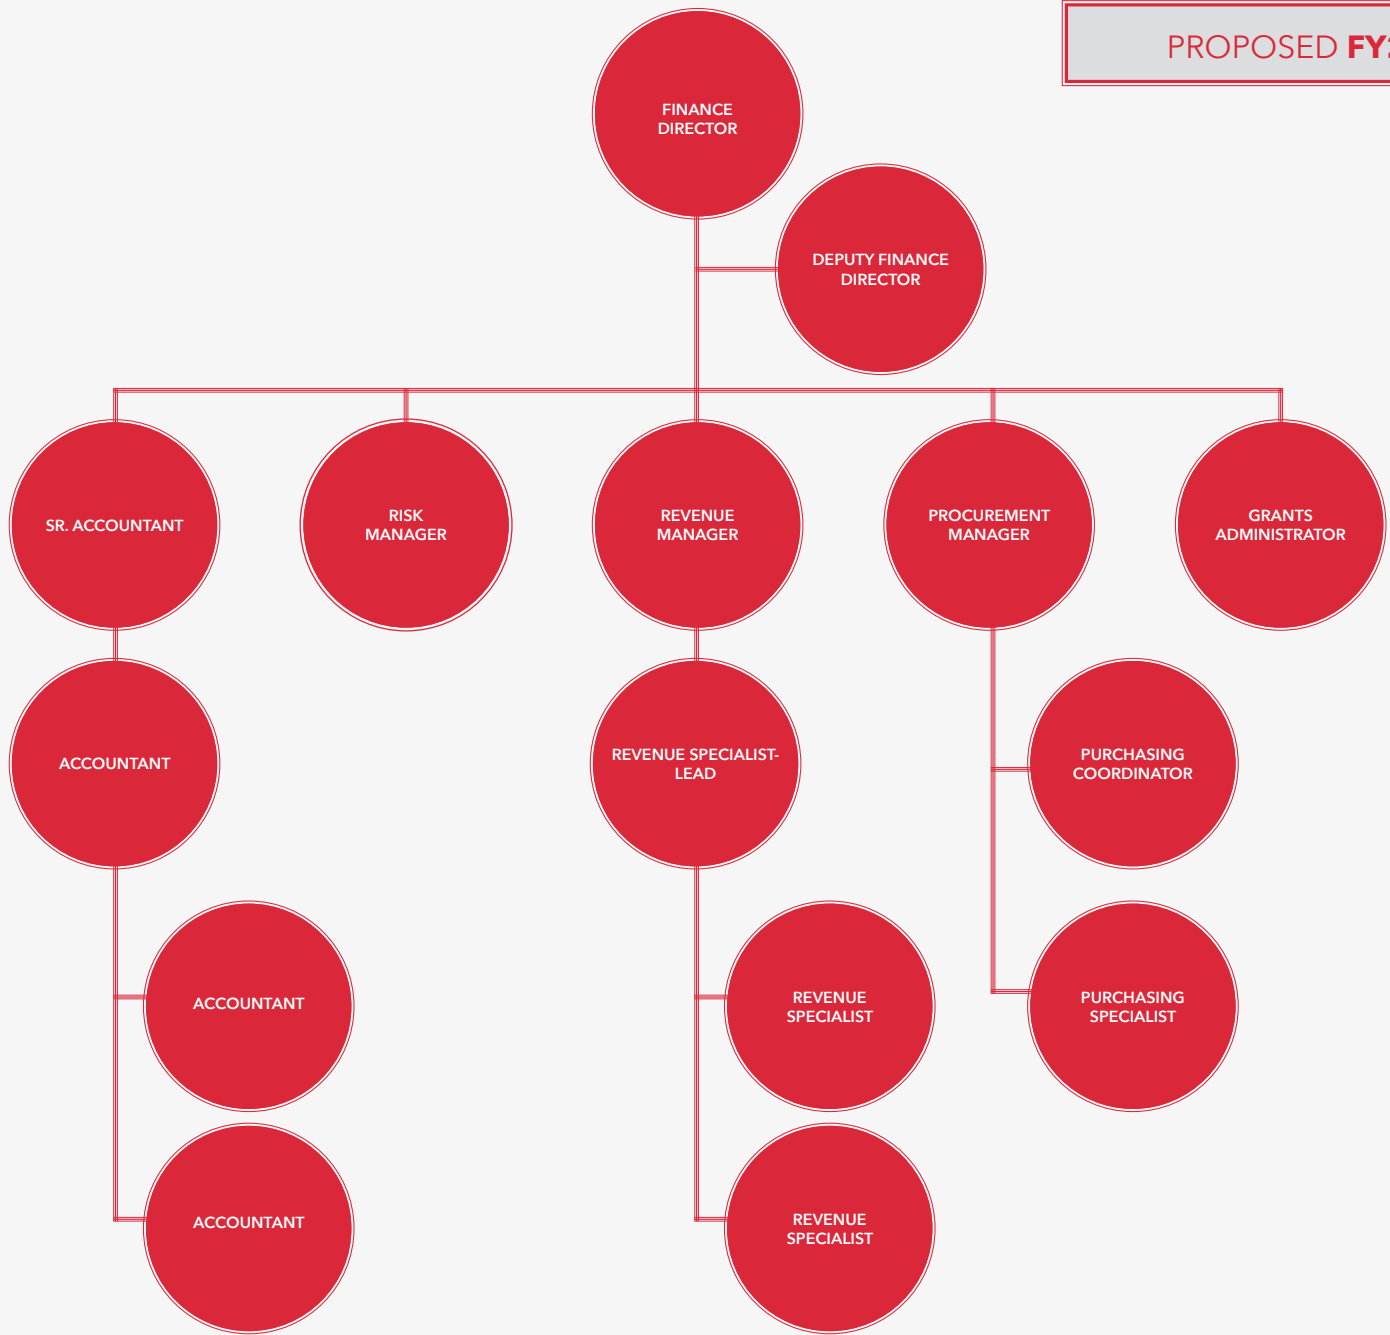 PROPOSED FY
FINANCE
DIRECTOR
DEPUTY FINANCE
DIRECTOR
SR. ACCOUNTANT
RISK
MANAGER
REVENUE
MANAGER
PROCUREMENT
MANAGER
GRANTS
ADMINISTRATOR
ACCOUNTANT
REVENUE SPECIALIST-
LEAD
PURCHASING
COORDINATOR
ACCOUNTANT
REVENUE
SPECIALIST
PURCHASING
SPECIALIST
ACCOUNTANT
REVENUE
SPECIALIST